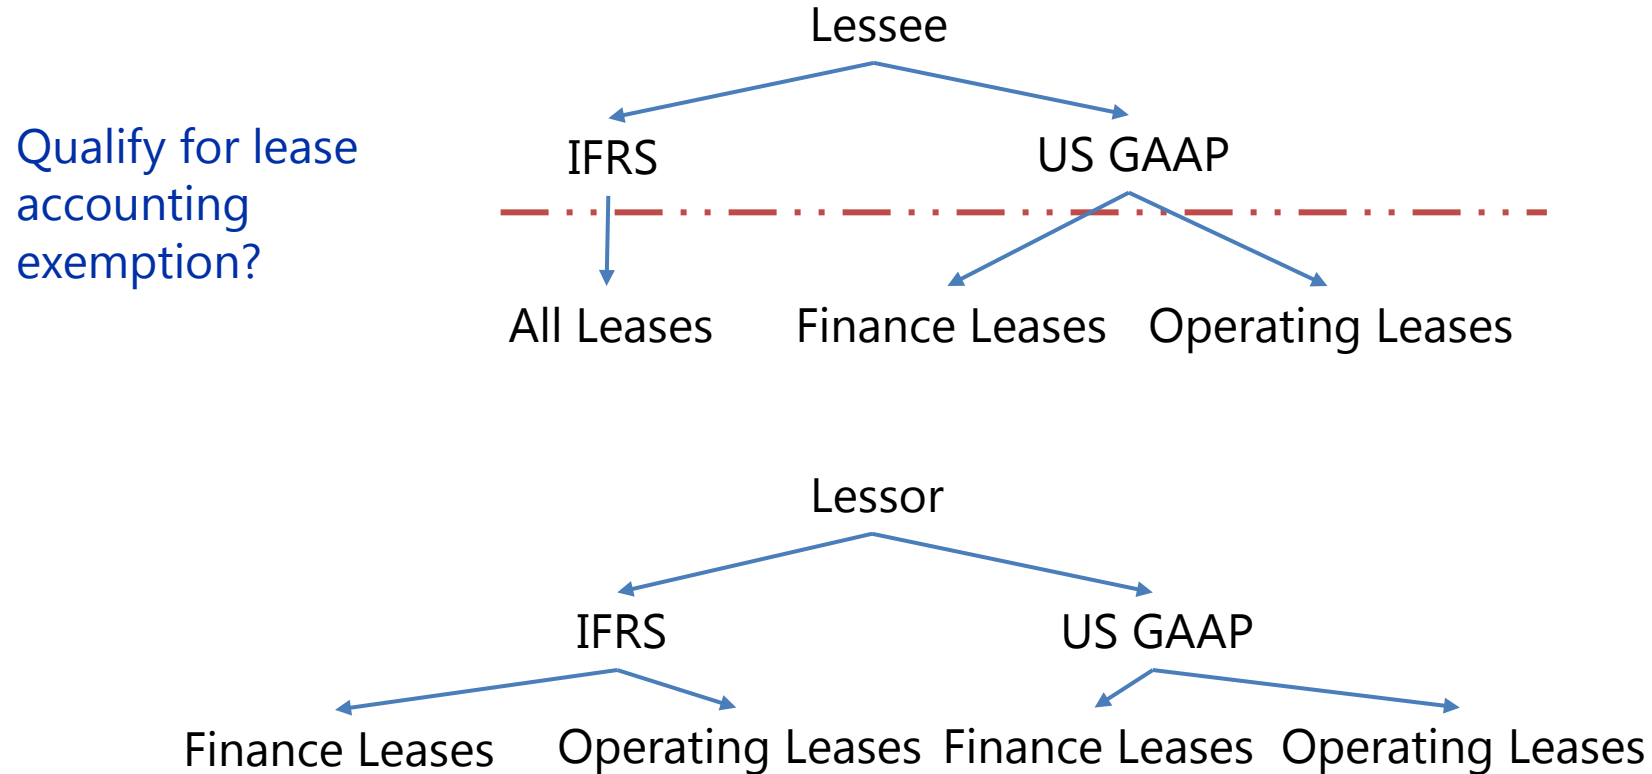 Lessee
Qualify for lease
accounting
exemption?
IFRS
US GAAP
All Leases
Finance Leases
Operating Leases
Lessor
IFRS
US GAAP
Finance Leases
Operating Leases
Finance Leases
Operating Leases